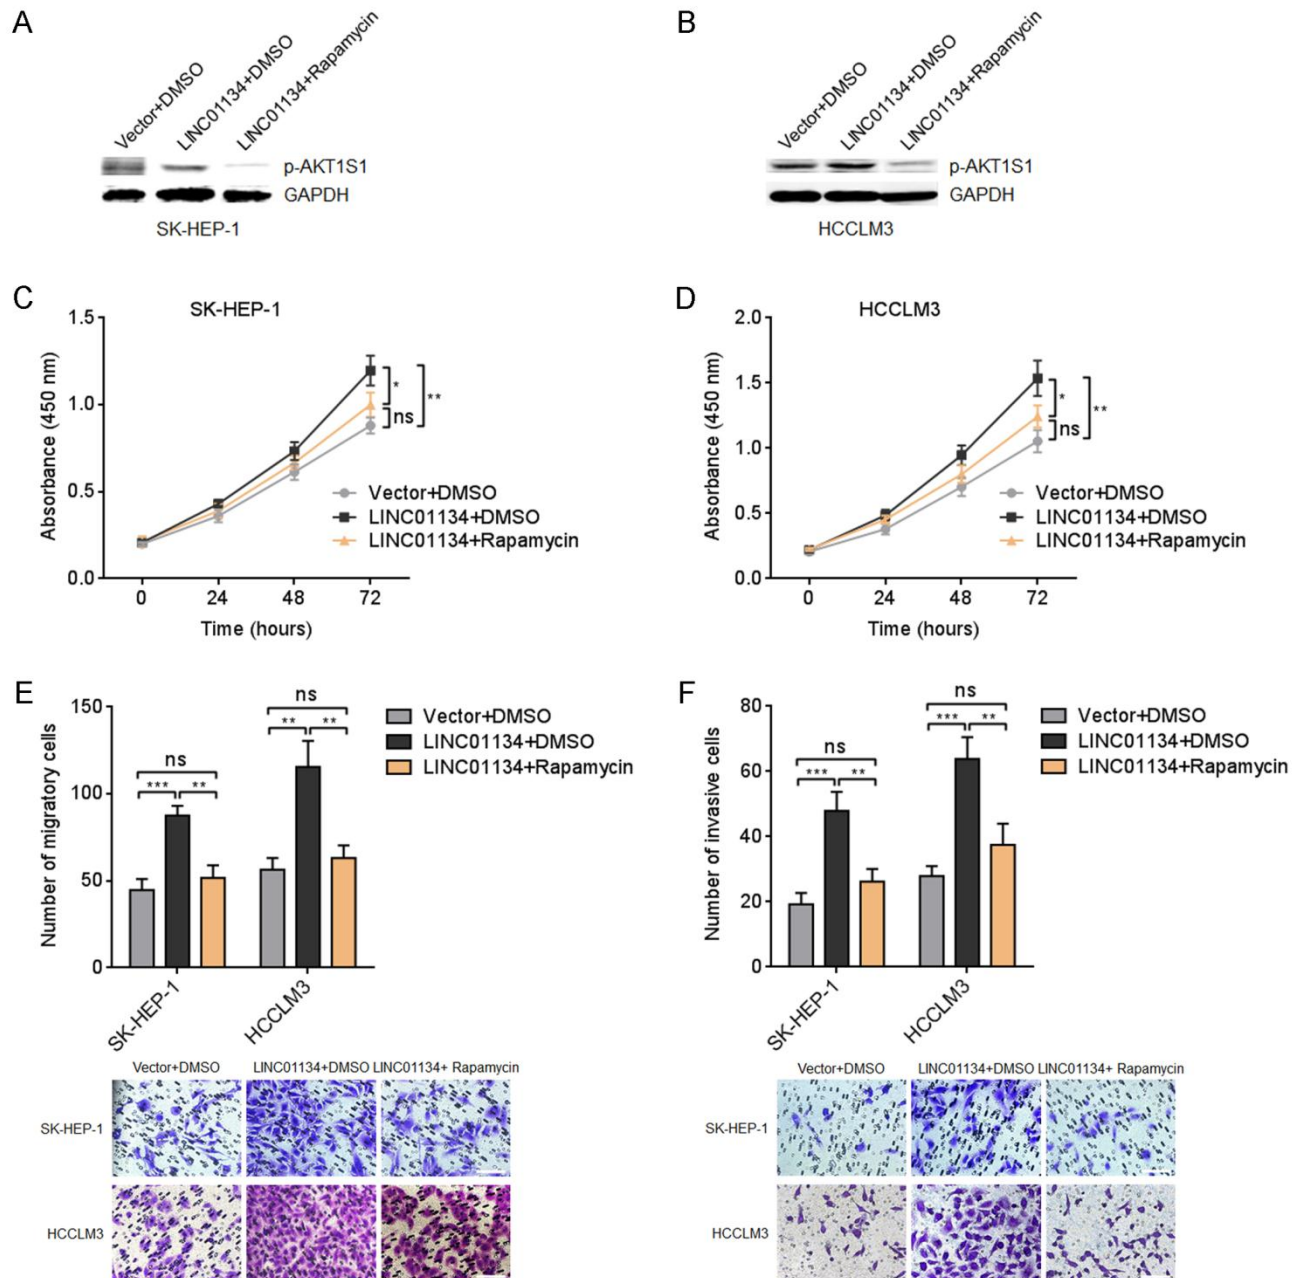 A
Vector+DMSO
LINC01134+DMSO
LINC01134+Rapamycin
p-AKT1S1
GAPDH
SK-HEP-1
B
Vector+DMSO
LINC01134+DMSO
LINC01134+Rapamycin
p-AKT1S1
GAPDH
HCCLM3
C
SK-HEP-1
Absorbance (450 nm)
1.5
1.0
0.5
0.0
*
ns
**
Vector+DMSO
LINC01134+DMSO
LINC01134+Rapamycin
0 24 48 72
Time (hours)
D
HCCLM3
Absorbance (450 nm)
2.0
1.5
1.0
0.5
0.0
*
ns
**
Vector+DMSO
LINC01134+DMSO
LINC01134+Rapamycin
0 24 48 72
Time (hours)
E
Number of migratory cells
150
100
50
0
ns
*** **
ns
** **
Vector+DMSO
LINC01134+DMSO
LINC01134+Rapamycin
SK-HEP-1
HCCLM3
Vector+DMSO LINC01134+DMSO LINC01134+ Rapamycin
SK-HEP-1
HCCLM3
F
Number of invasive cells
80
60
40
20
0
ns
*** **
ns
*** **
Vector+DMSO
LINC01134+DMSO
LINC01134+Rapamycin
SK-HEP-1
HCCLM3
Vector+DMSO LINC01134+DMSO LINC01134+ Rapamycin
SK-HEP-1
HCCLM3